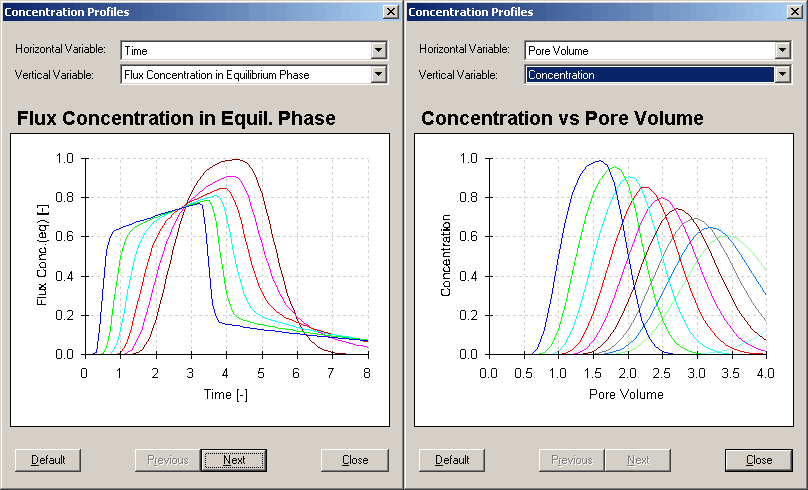 Concentration Profiles
Horizontal Variable: Time
Vertical Variable: Flux Concentration in Equilibrium Phase
Flux Concentration in Equil. Phase
1.0
0.8
0.6
0.4
0.2
0.0
Flux Conc.(eq) [-]
0 1 2 3 4 5 6 7 8
Time [-]
Default Previous Next Close
Concentration Profiles
Horizontal Variable: Pore Volume
Vertical Variable: Concentration
Concentration vs Pore Volume
1.0
0.8
0.6
0.4
0.2
0.0
Concentration
0.0 0.5 1.0 1.5 2.0 2.5 3.0 3.5 4.0
Pore Volume
Default Previous Next Close